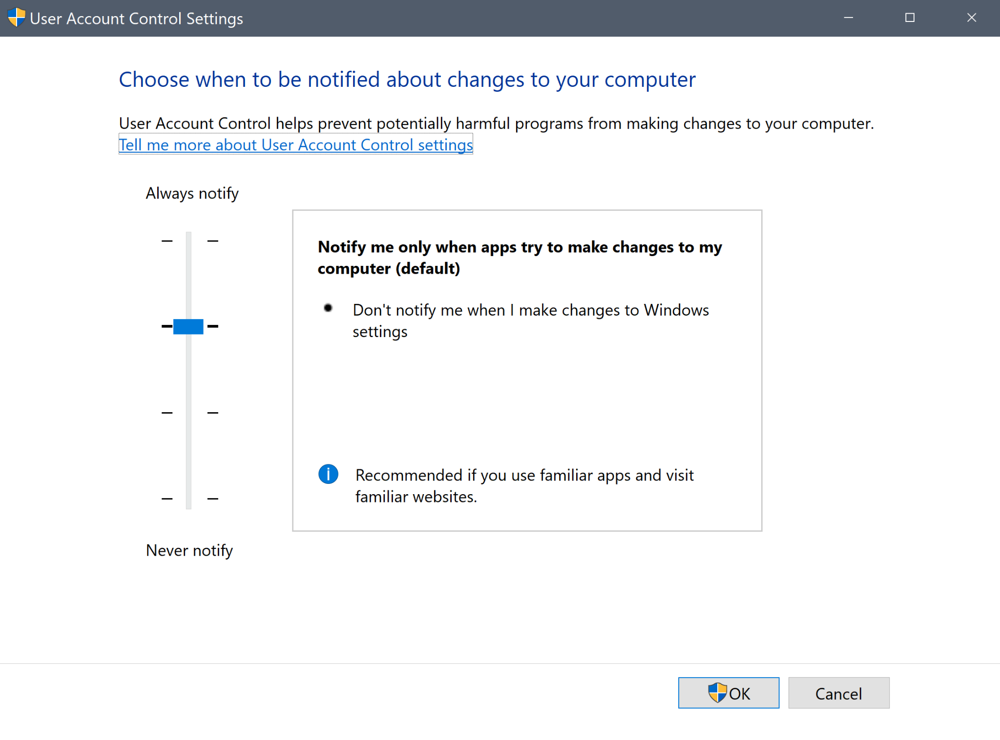 User Account Control Settings
Choose when to be notified about changes to your computer
User Account Control helps prevent potentially harmful programs from making changes to your computer.
Tell me more about User Account Control settings
Always notify
Notify me only when apps try to make changes to my
computer (default)
Don't notify me when I make changes to Windows
settings
Recommended if you use familiar apps and visit
familiar websites.
Never notify
OK
Cancel